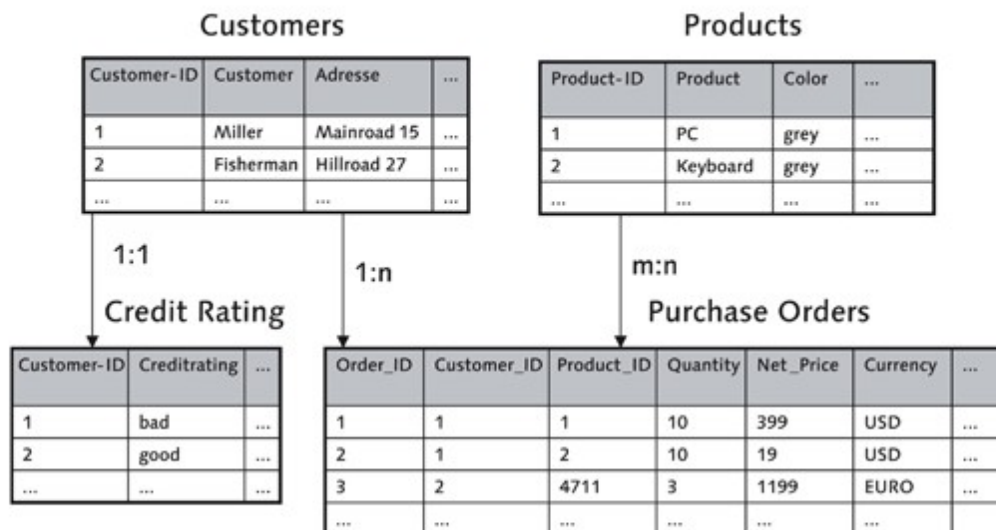 Customers
Customer-ID Customer Adresse ...
1 Miller Mainroad 15 ...
2 Fisherman Hillroad 27 ...
... ... ... ...
Products
Product-ID Product Color ...
1 PC grey ...
2 Keyboard grey ...
... ... ... ...
1:1
1:n
m:n
Credit Rating
Customer-ID Creditrating ...
1 bad ...
2 good ...
... ... ...
Purchase Orders
Order_ID Customer_ID Product_ID Quantity Net_Price Currency ...
1 1 1 10 399 USD ...
2 1 2 10 19 USD ...
3 2 4711 3 1199 EURO ...
... ... ... ... ... ... ...